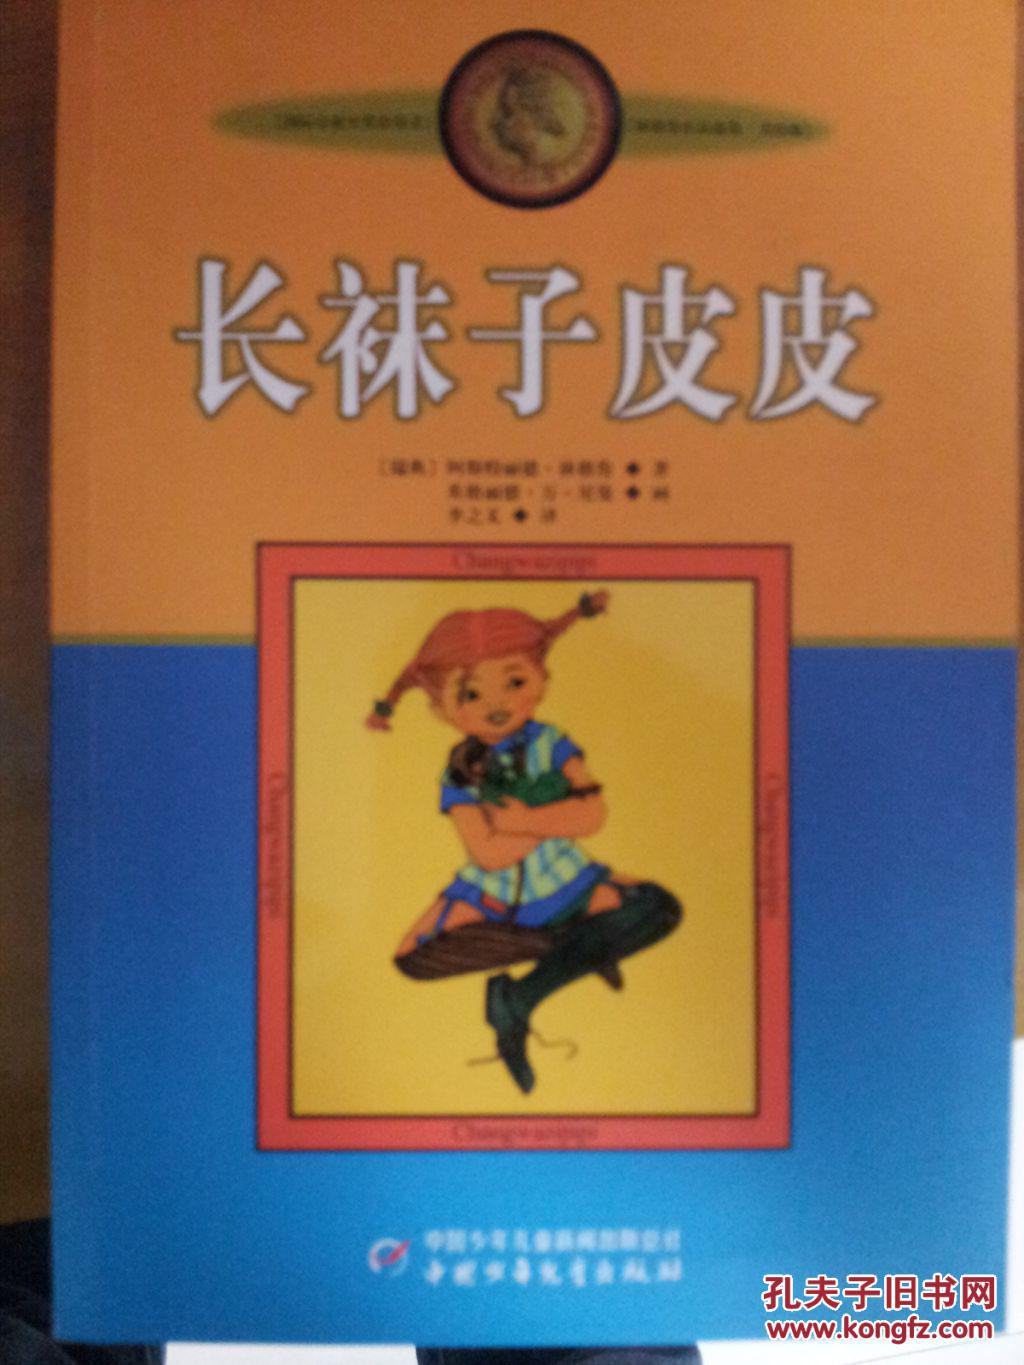 长袜子皮皮
［瑞典］阿斯特丽德·林格伦◆著
英格丽德·万·尼曼◆画
李之义◆译
Changwazipipi
Changwazipipi
Changwazipipi
Changwazipipi
中国少年儿童新闻出版总社
中国少年儿童出版社
孔夫子旧书网
www.kongfz.com